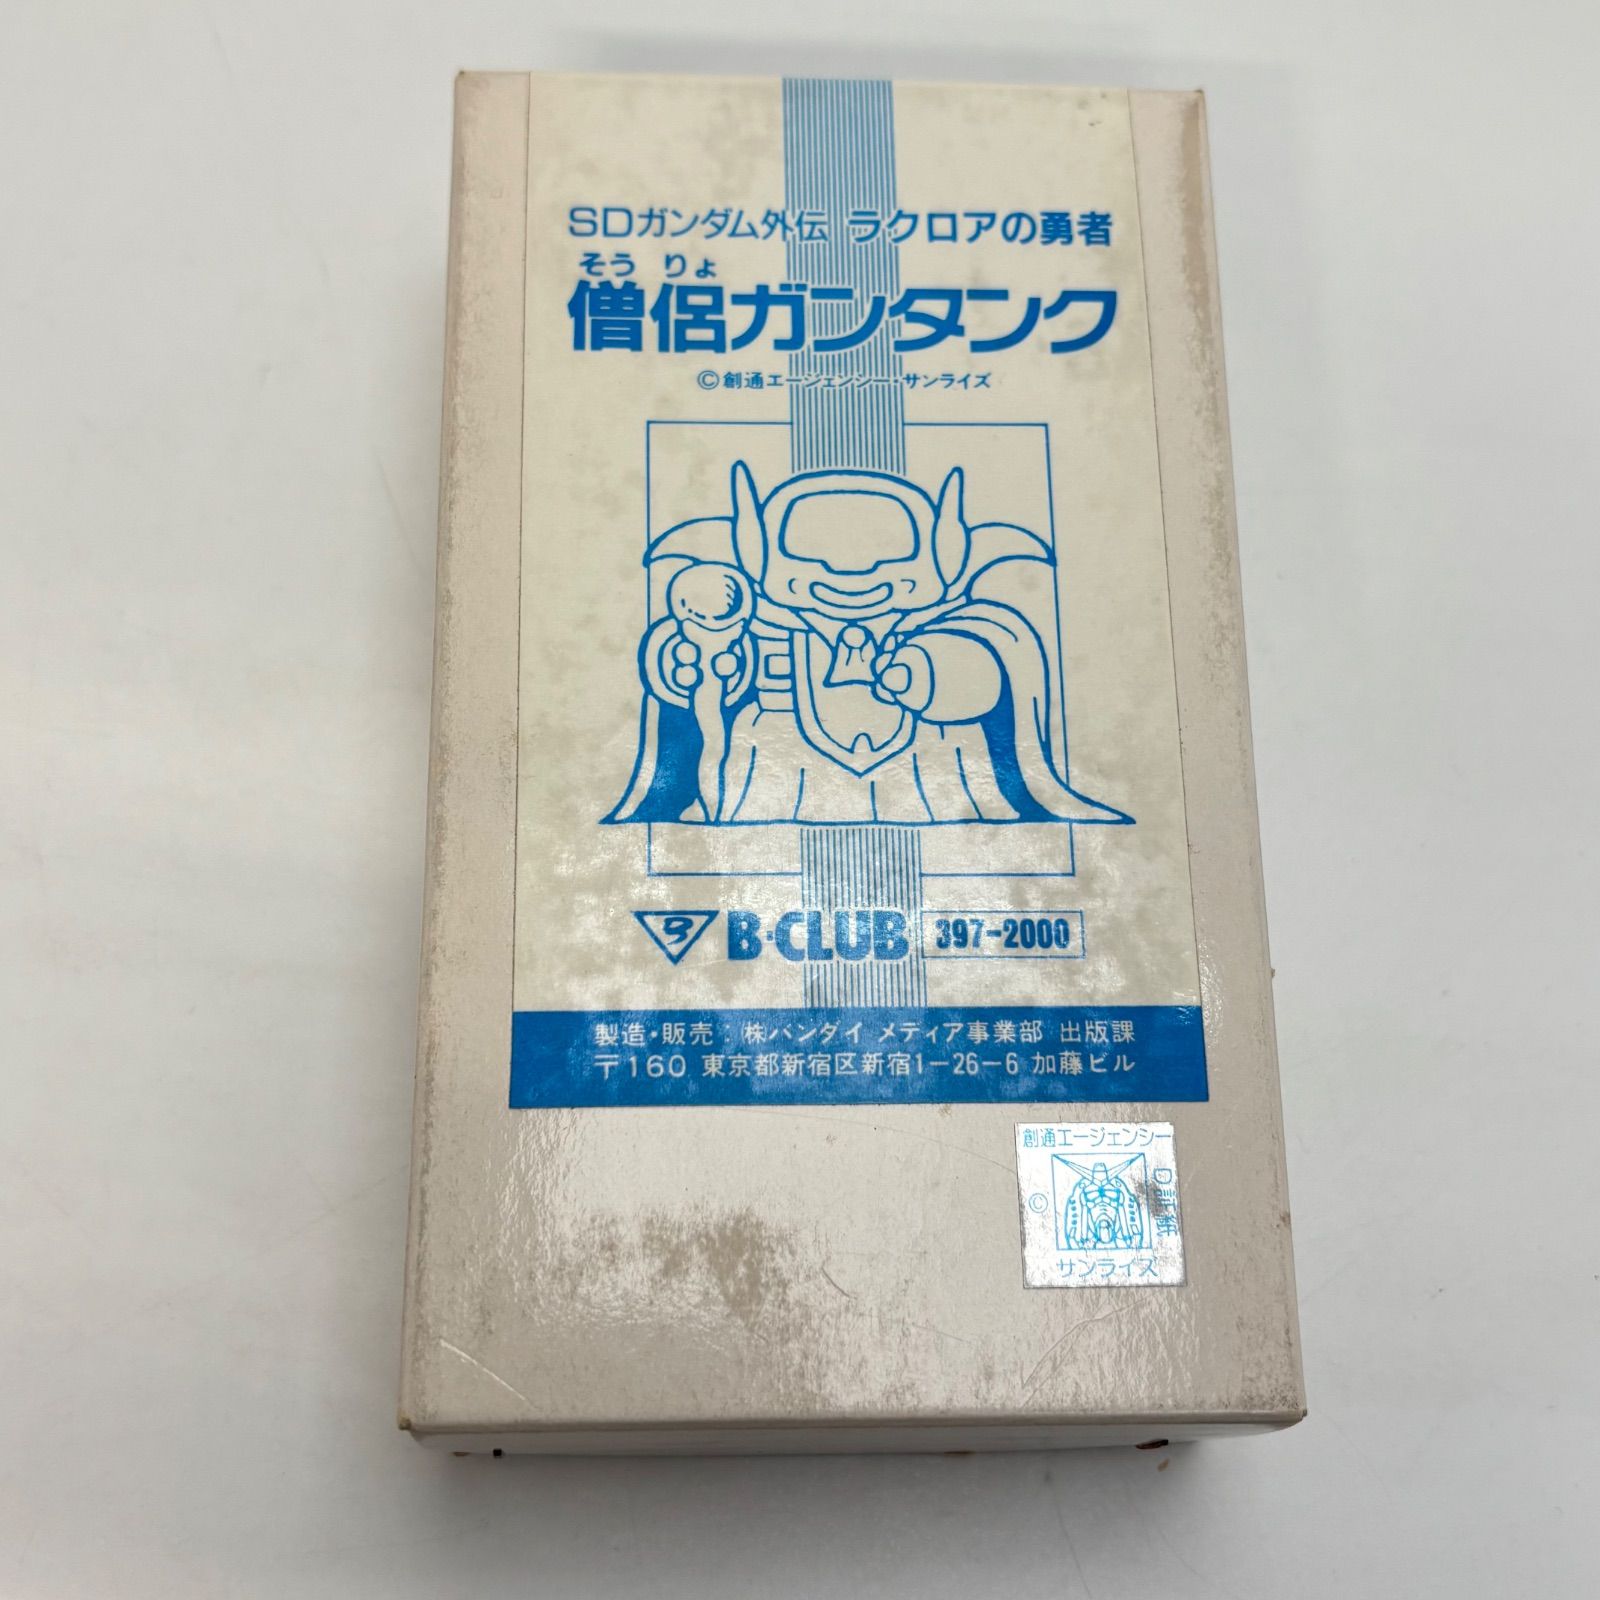 SDガンダム外伝 ラクロアの勇者
そうりょ
僧侶ガンタンク
©創通エージェンシー・サンライズ
B-CLUB 397-2000
製造・販売:㈱バンダイ メディア事業部 出版課
〒160 東京都新宿区新宿1-26-6 加藤ビル
創通エージェンシー
©
D証紙
サンライズ